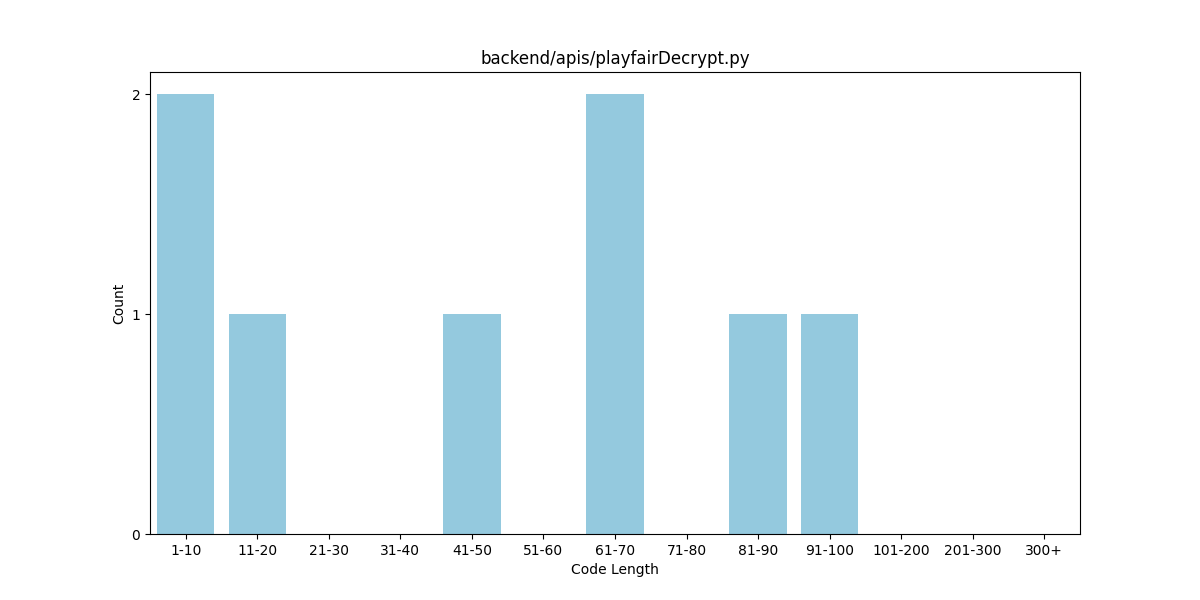 backend/apis/playfairDecrypt.py
2
1
0
Count
1-10 11-20 21-30 31-40 41-50 51-60 61-70 71-80 81-90 91-100 101-200 201-300 300+
Code Length